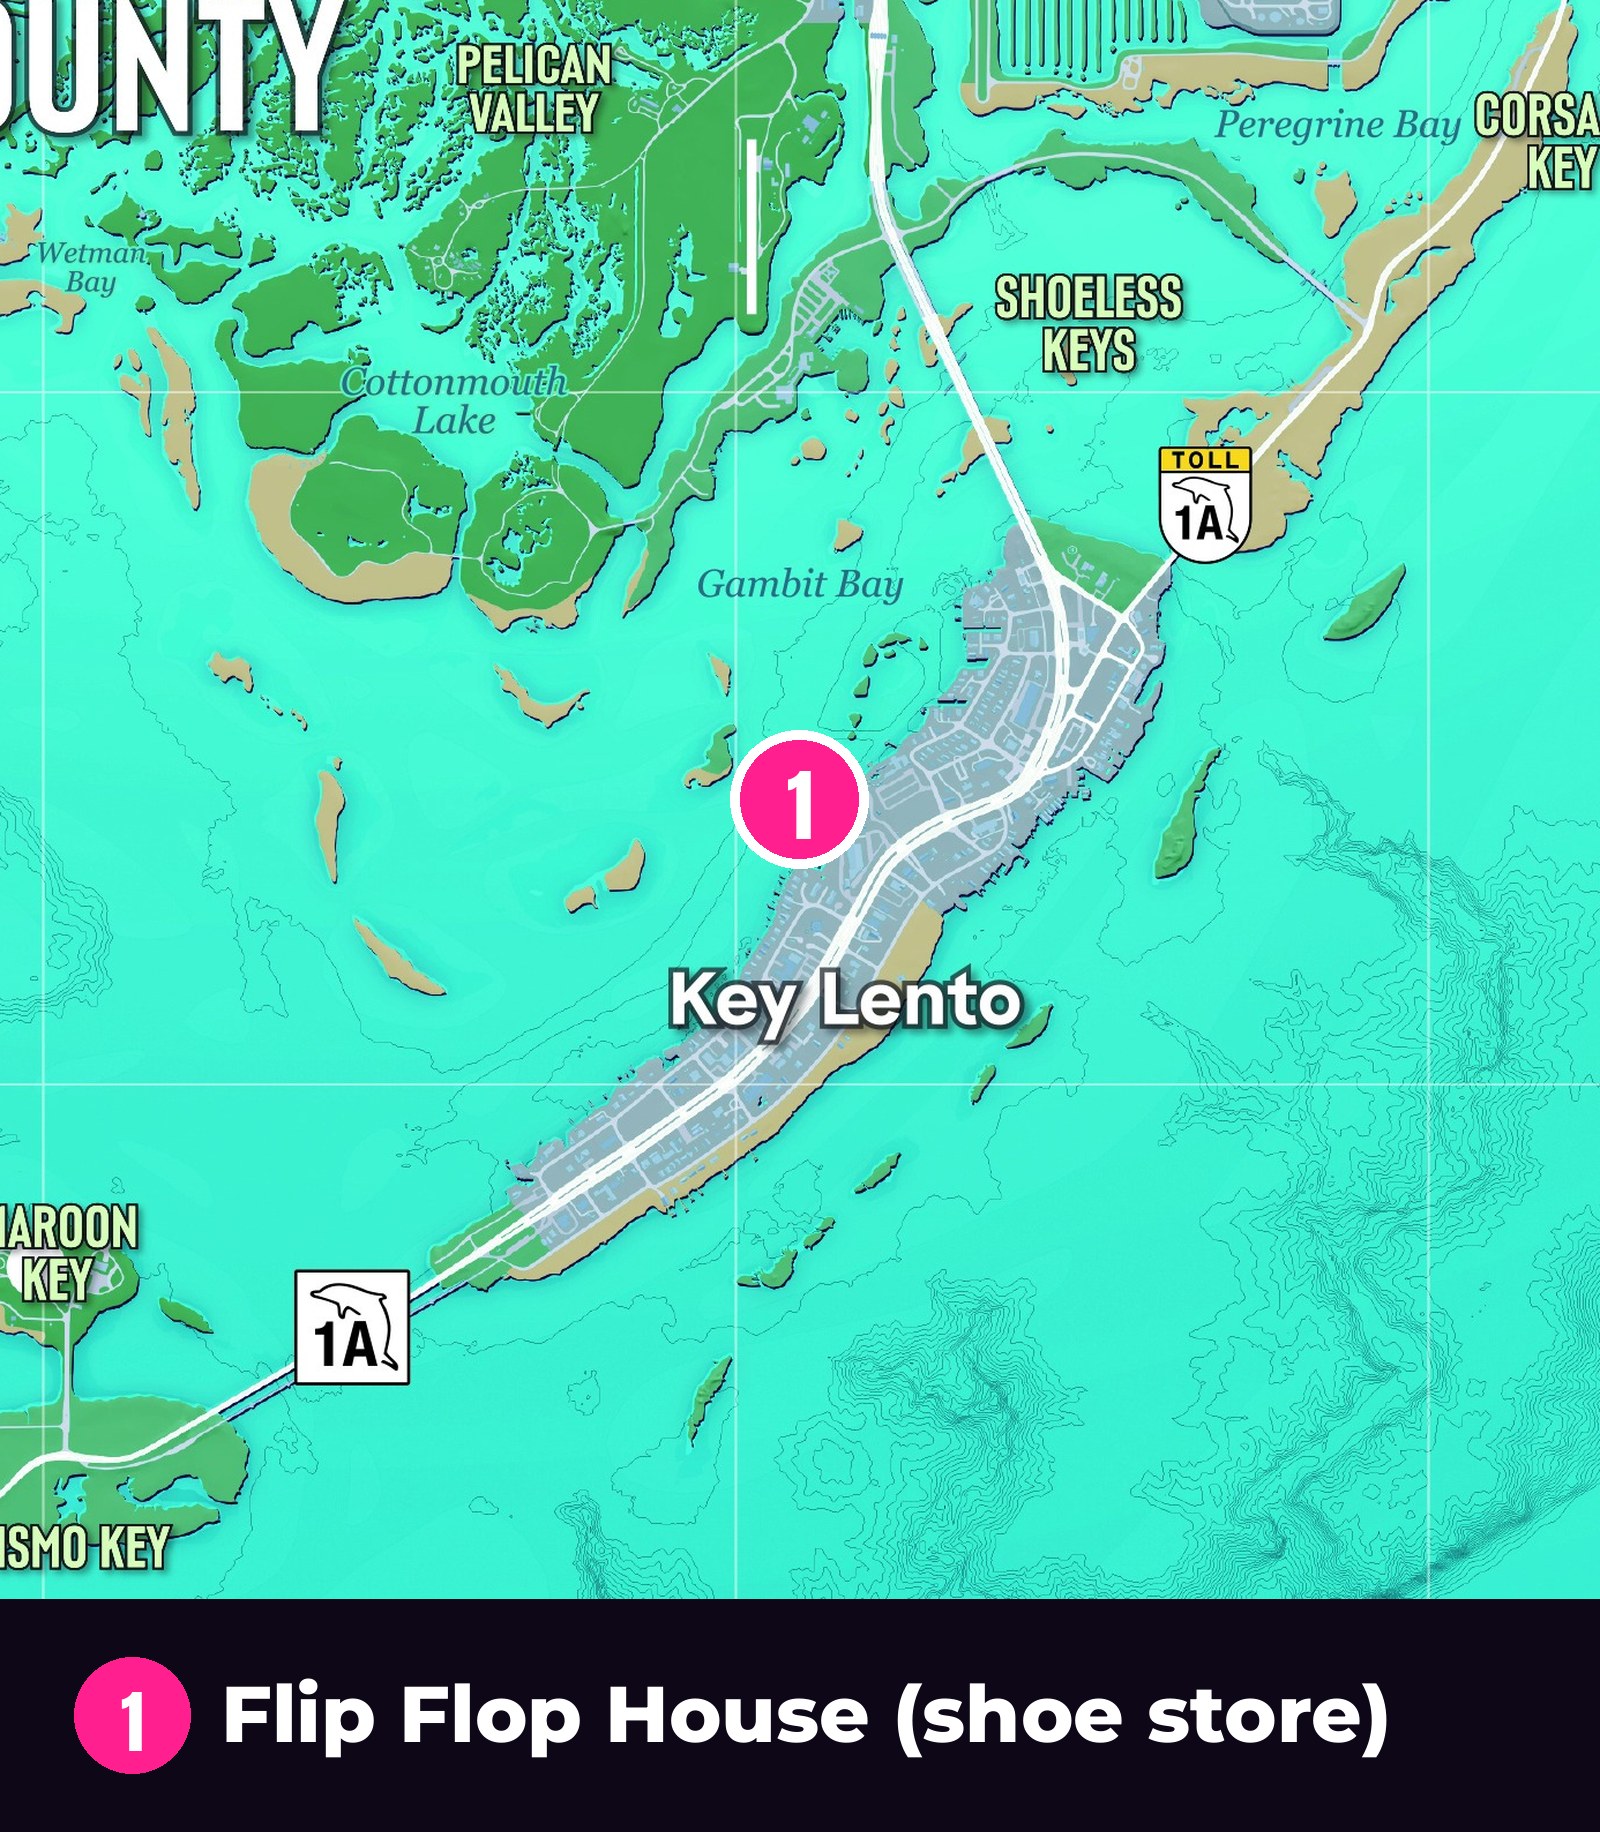 OUNTY
PELICAN
VALLEY
Peregrine Bay
CORSA
KEY
Wetman
Bay
SHOELESS
KEYS
Cottonmouth
Lake
TOLL
1A
Gambit Bay
1
Key Lento
AROON
KEY
1A
ISMO KEY
1 Flip Flop House (shoe store)